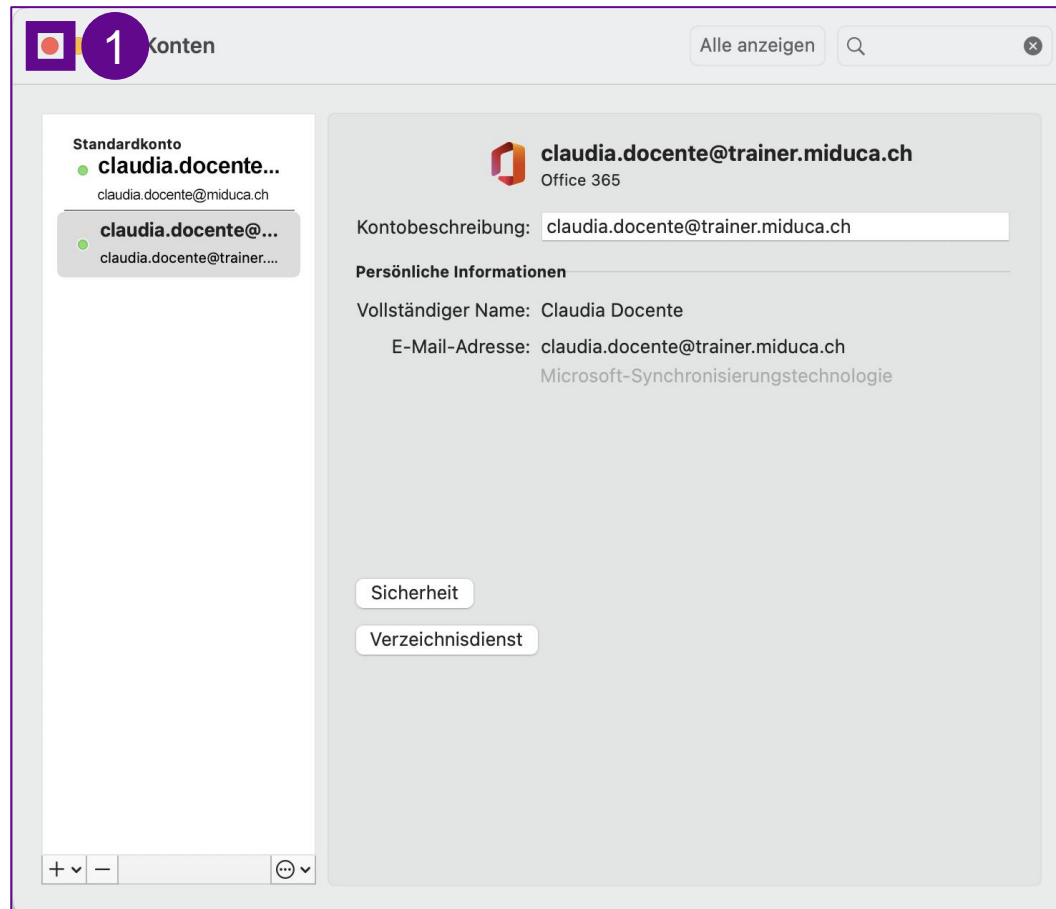 1 Konten
Alle anzeigen
Standardkonto
claudia.docente...
claudia.docente@miduca.ch
claudia.docente@...
claudia.docente@trainer....
claudia.docente@trainer.miduca.ch
Office 365
Kontobeschreibung: claudia.docente@trainer.miduca.ch
Persönliche Informationen
Vollständiger Name: Claudia Docente
E-Mail-Adresse: claudia.docente@trainer.miduca.ch
Microsoft-Synchronisierungstechnologie
Sicherheit
Verzeichnisdienst